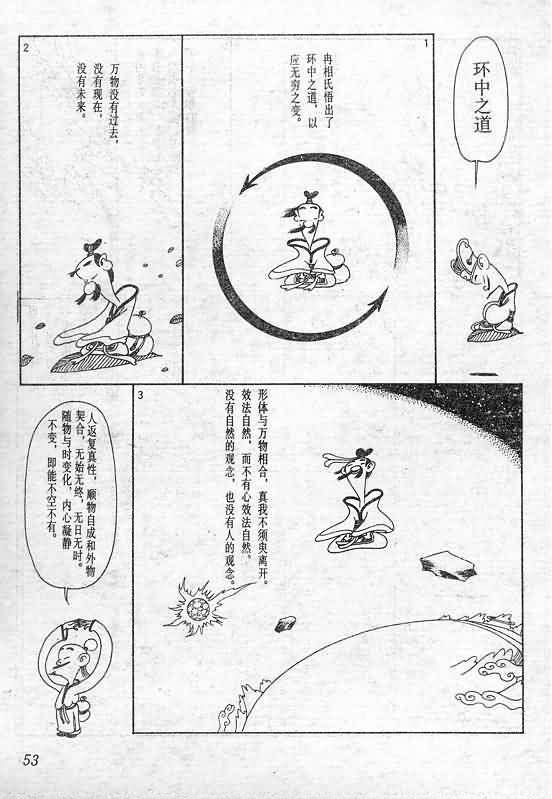 环中之道
1
冉相氏悟出了
环中之道，以
应无穷之变。
2
万物没有过去，
没有现在，
没有未来。
3
形体与万物相合，真我不须臾离开。
效法自然，而不有心效法自然。
没有自然的观念，也没有人的观念。
人返复真性，顺物自成和外物
契合，无始无终，无日无时。
随物与时变化，内心凝静
不变，即能不空不有。
53